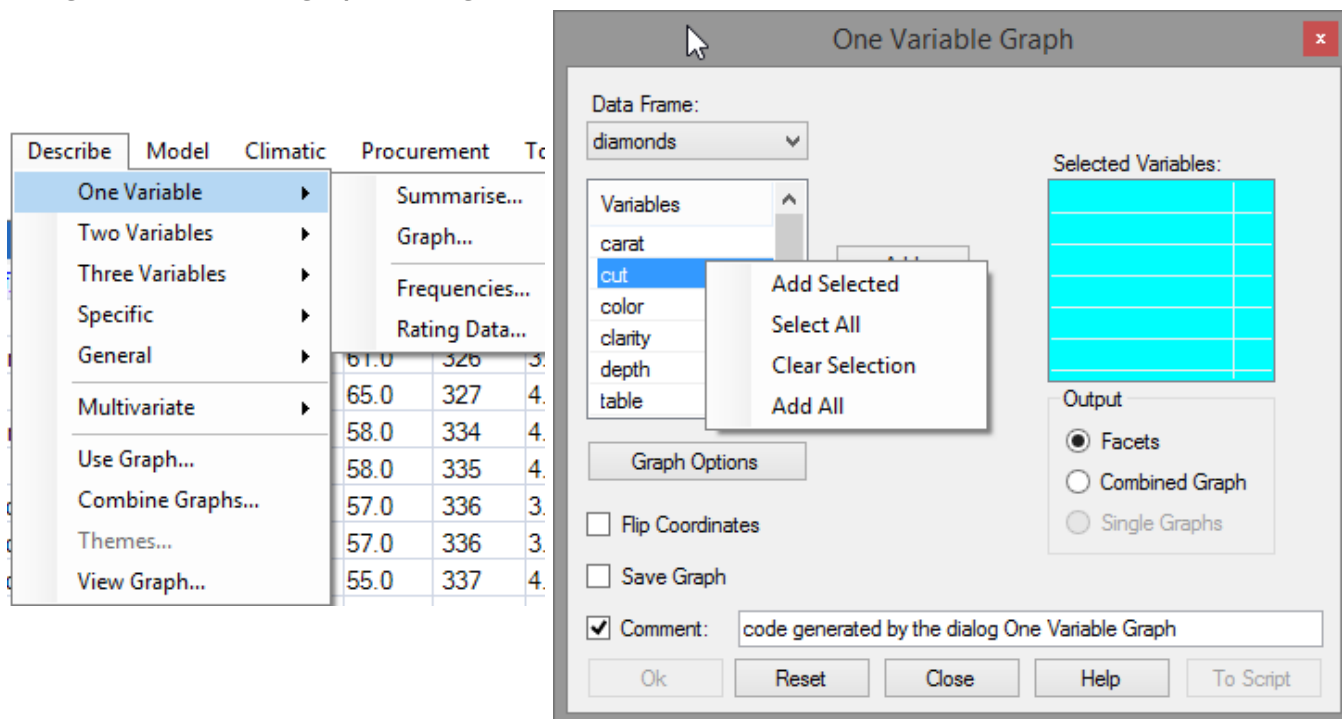 One Variable Graph
x
Data Frame:
diamonds
Selected Variables:
Variables
carat
cut
color
clarity
depth
table
Add Selected
Select All
Clear Selection
Add All
Graph Options
Output
Facets
Combined Graph
Single Graphs
Flip Coordinates
Save Graph
Comment: code generated by the dialog One Variable Graph
Ok Reset Close Help To Script
Describe Model Climatic Procurement
One Variable
Two Variables
Three Variables
Specific
General
Multivariate
Use Graph...
Combine Graphs...
Themes...
View Graph...
Summarise...
Graph...
Frequencies...
Rating Data...
61.0 326 3.
65.0 327 4.
58.0 334 4.
58.0 335 4.
57.0 336 3.
57.0 336 3.
55.0 337 4.